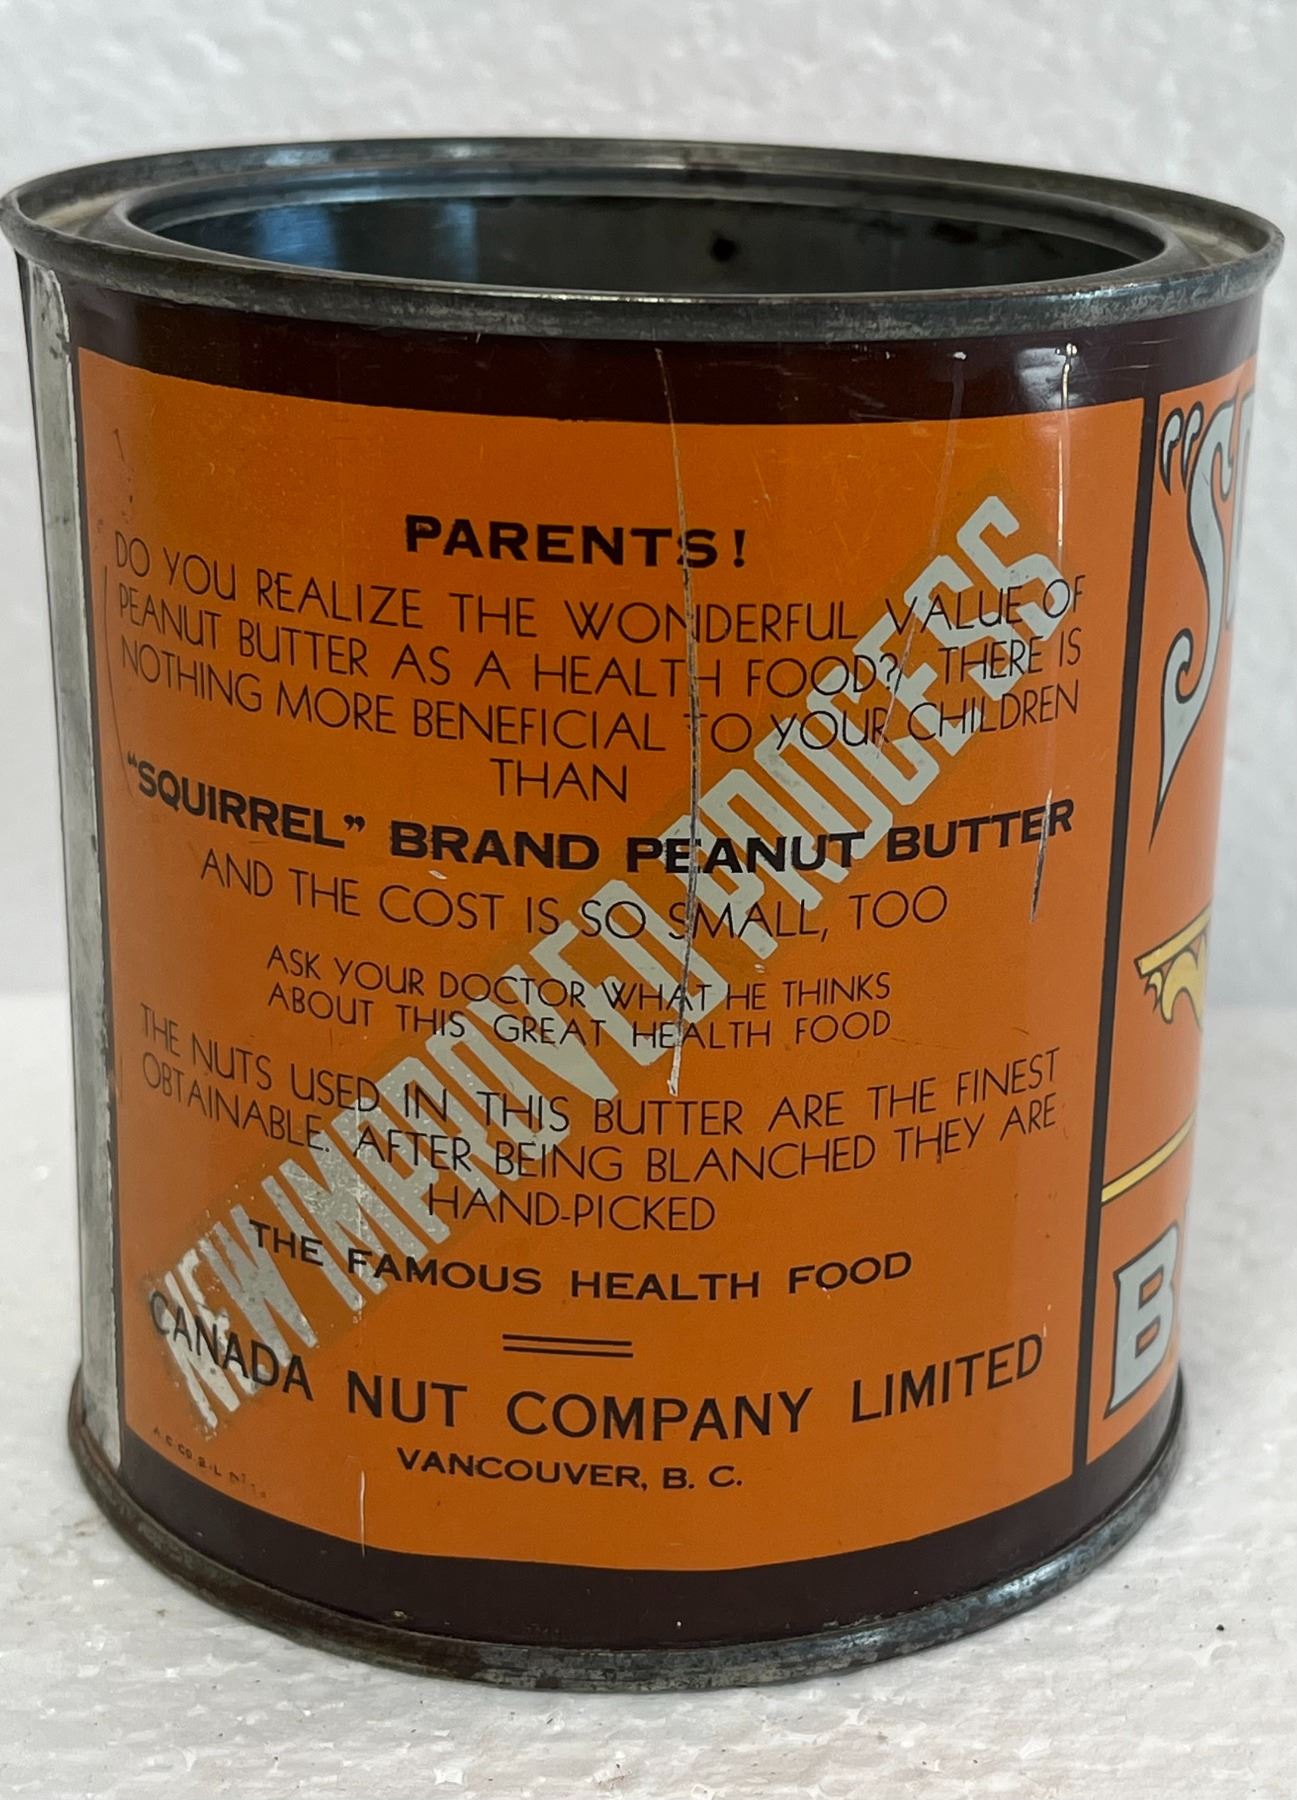 PARENTS!
DO YOU REALIZE THE WONDERFUL VALUE OF
PEANUT BUTTER AS A HEALTH FOOD? THERE IS
NOTHING MORE BENEFICIAL TO YOUR CHILDREN
THAN
"SQUIRREL" BRAND PEANUT BUTTER
AND THE COST IS SO SMALL, TOO
ASK YOUR DOCTOR WHAT HE THINKS
ABOUT THIS GREAT HEALTH FOOD
THE NUTS USED IN THIS BUTTER ARE THE FINEST
OBTAINABLE. AFTER BEING BLANCHED THEY ARE
HAND-PICKED
THE FAMOUS HEALTH FOOD
CANADA NUT COMPANY LIMITED
VANCOUVER, B. C.
NEW IMPROVED PROCESS